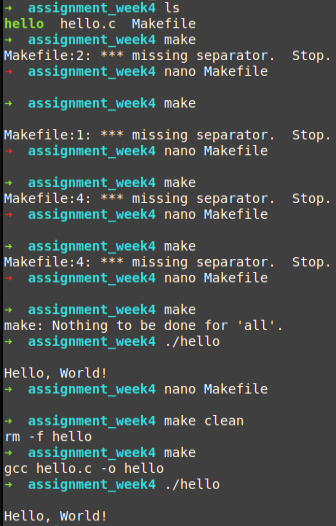 ➜  assignment_week4 ls
hello  hello.c  Makefile
➜  assignment_week4 make
Makefile:2: *** missing separator.  Stop.
➜  assignment_week4 nano Makefile
➜  assignment_week4 make
Makefile:1: *** missing separator.  Stop.
➜  assignment_week4 nano Makefile
➜  assignment_week4 make
Makefile:4: *** missing separator.  Stop.
➜  assignment_week4 nano Makefile
➜  assignment_week4 make
Makefile:4: *** missing separator.  Stop.
➜  assignment_week4 nano Makefile
➜  assignment_week4 make
make: Nothing to be done for 'all'.
➜  assignment_week4 ./hello
Hello, World!
➜  assignment_week4 nano Makefile
➜  assignment_week4 make clean
rm -f hello
➜  assignment_week4 make
gcc hello.c -o hello
➜  assignment_week4 ./hello
Hello, World!